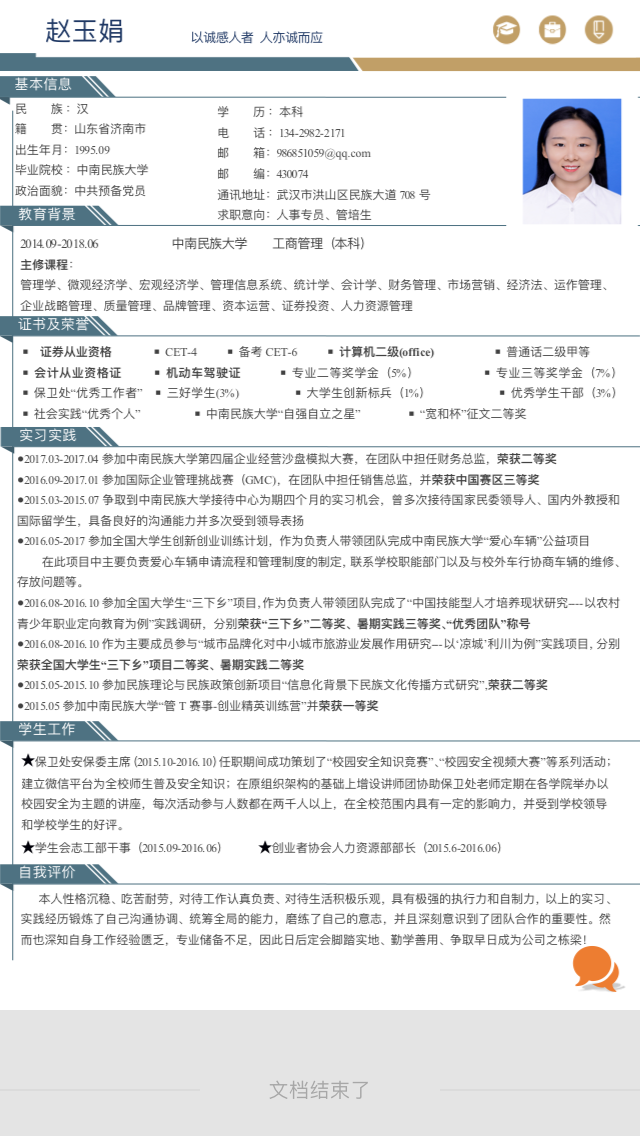 赵玉娟
以诚感人者 人亦诚而应
基本信息
民 族：汉
籍 贯：山东省济南市
出生年月：1995.09
毕业院校：中南民族大学
政治面貌：中共预备党员
学 历：本科
电 话：134-2982-2171
邮 箱：986851059@qq.com
邮 编：430074
通讯地址：武汉市洪山区民族大道 708 号
求职意向：人事专员、管培生
教育背景
2014.09-2018.06 中南民族大学 工商管理（本科）
主修课程：
管理学、微观经济学、宏观经济学、管理信息系统、统计学、会计学、财务管理、市场营销、经济法、运作管理、
企业战略管理、质量管理、品牌管理、资本运营、证券投资、人力资源管理
证书及荣誉
▪ 证券从业资格 ▪ CET-4 ▪ 备考 CET-6 ▪ 计算机二级(office) ▪ 普通话二级甲等
▪ 会计从业资格证 ▪ 机动车驾驶证 ▪ 专业二等奖学金（5%） ▪ 专业三等奖学金（7%）
▪ 保卫处“优秀工作者” ▪ 三好学生(3%) ▪ 大学生创新标兵（1%） ▪ 优秀学生干部（3%）
▪ 社会实践“优秀个人” ▪ 中南民族大学“自强自立之星” ▪ “宽和杯”征文二等奖
实习实践
●2017.03-2017.04 参加中南民族大学第四届企业经营沙盘模拟大赛，在团队中担任财务总监，荣获二等奖
●2016.09-2017.01 参加国际企业管理挑战赛（GMC)，在团队中担任销售总监，并荣获中国赛区三等奖
●2015.03-2015.07 争取到中南民族大学接待中心为期四个月的实习机会，曾多次接待国家民委领导人、国内外教授和
国际留学生，具备良好的沟通能力并多次受到领导表扬
●2016.05-2017 参加全国大学生创新创业训练计划，作为负责人带领团队完成中南民族大学“爱心车辆”公益项目
在此项目中主要负责爱心车辆申请流程和管理制度的制定，联系学校职能部门以及与校外车行协商车辆的维修、
存放问题等。
●2016.08-2016.10 参加全国大学生“三下乡”项目，作为负责人带领团队完成了“中国技能型人才培养现状研究----以农村
青少年职业定向教育为例”实践调研，分别荣获“三下乡”二等奖、暑期实践三等奖、“优秀团队”称号
●2016.08-2016.10 作为主要成员参与“城市品牌化对中小城市旅游业发展作用研究---以‘凉城’利川为例”实践项目，分别
荣获全国大学生“三下乡”项目二等奖、暑期实践二等奖
●2015.05-2015.10 参加民族理论与民族政策创新项目“信息化背景下民族文化传播方式研究”,荣获二等奖
●2015.05 参加中南民族大学“管 T 赛事-创业精英训练营”并荣获一等奖
学生工作
★保卫处安保委主席 (2015.10-2016.10) 任职期间成功策划了“校园安全知识竞赛”、“校园安全视频大赛”等系列活动；
建立微信平台为全校师生普及安全知识；在原组织架构的基础上增设讲师团协助保卫处老师定期在各学院举办以
校园安全为主题的讲座，每次活动参与人数都在两千人以上，在全校范围内具有一定的影响力，并受到学校领导
和学校学生的好评。
★学生会志工部干事（2015.09-2016.06） ★创业者协会人力资源部部长（2015.6-2016.06）
自我评价
本人性格沉稳、吃苦耐劳，对待工作认真负责、对待生活积极乐观，具有极强的执行力和自制力，以上的实习、
实践经历锻炼了自己沟通协调、统筹全局的能力，磨练了自己的意志，并且深刻意识到了团队合作的重要性。然
而也深知自身工作经验匮乏，专业储备不足，因此日后定会脚踏实地、勤学善用、争取早日成为公司之栋梁！
文档结束了